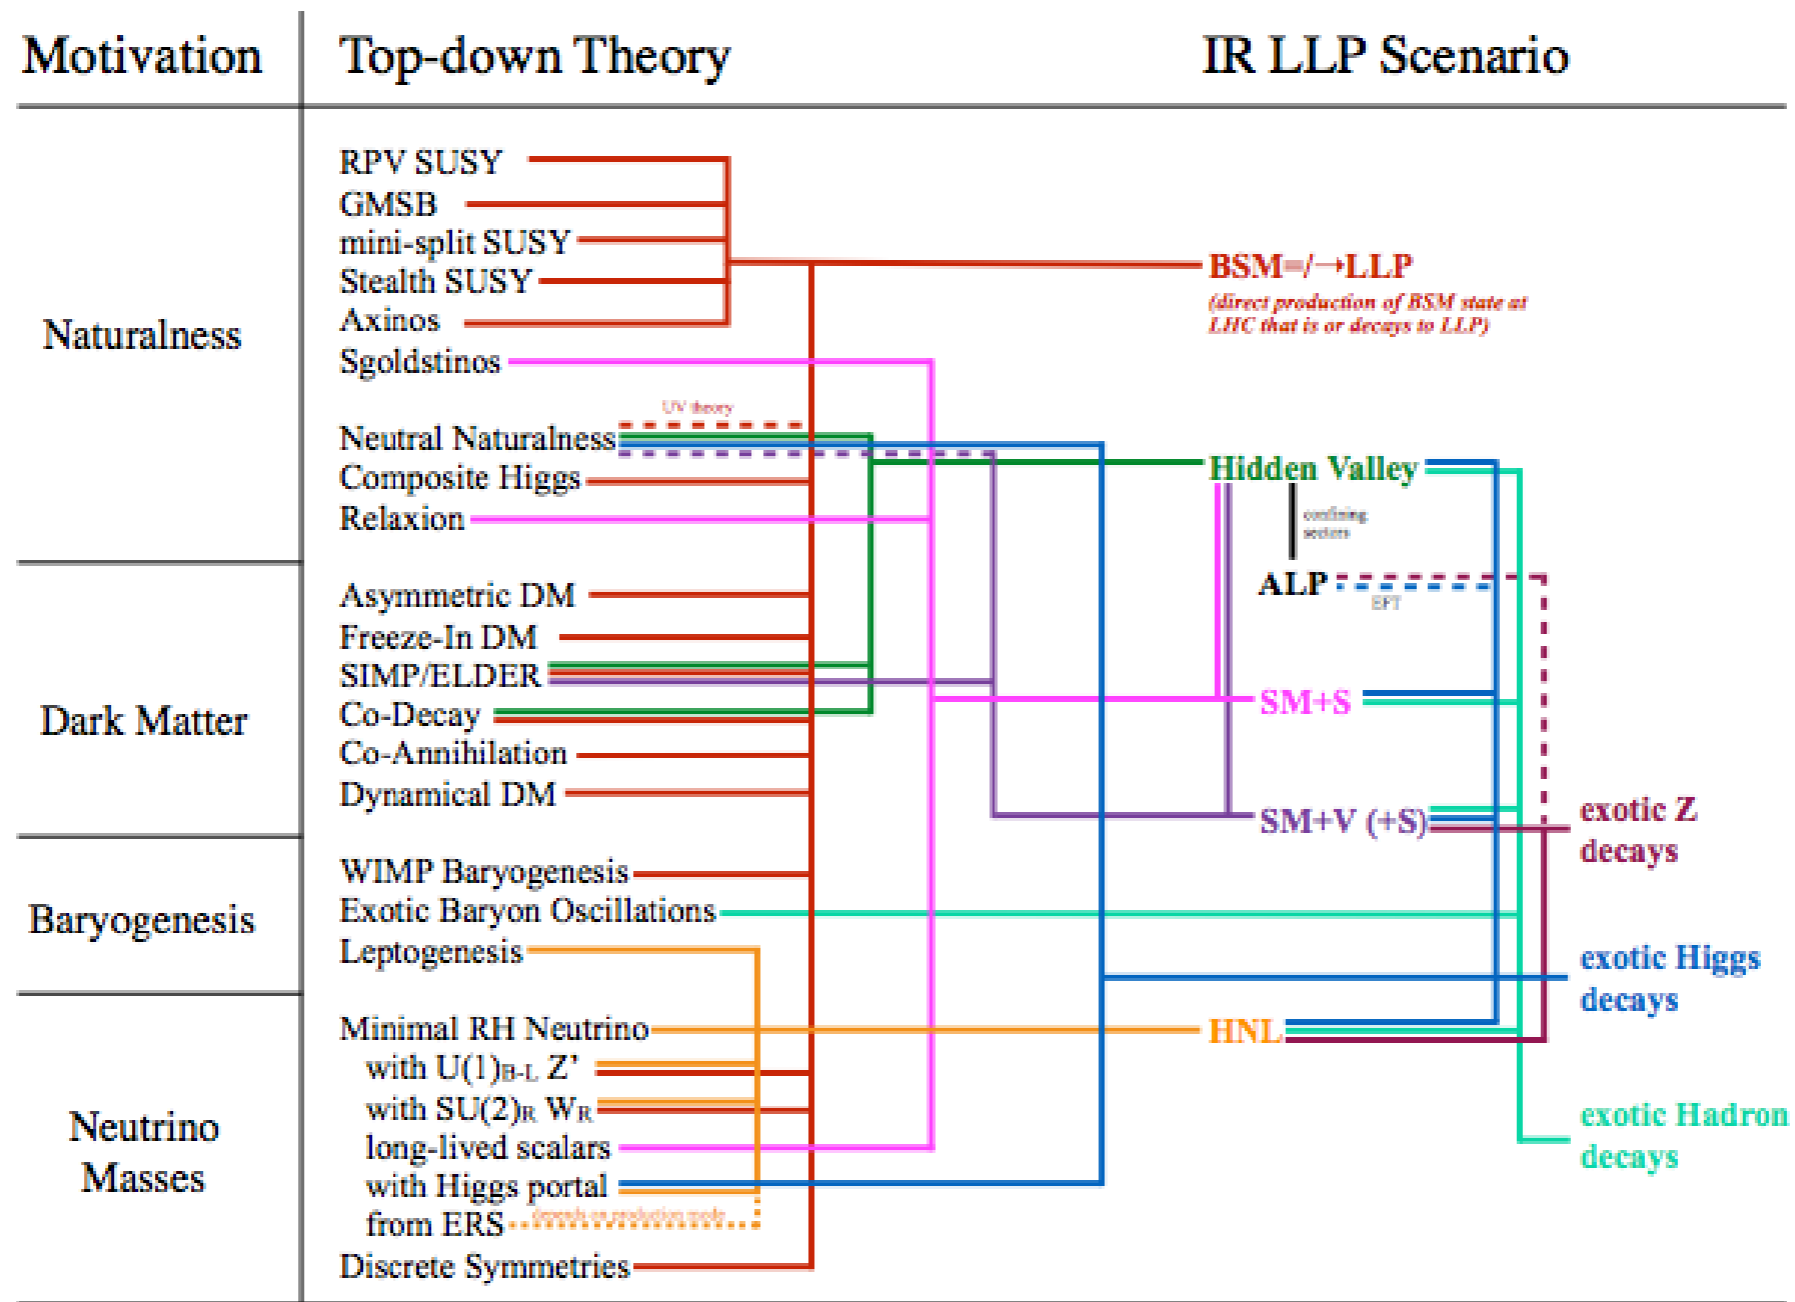 Motivation
Top-down Theory
IR LLP Scenario
Naturalness
RPV SUSY
GMSB
mini-split SUSY
Stealth SUSY
Axinos
Sgoldstinos
UV theory
Neutral Naturalness
Composite Higgs
Relaxion
BSM=/→LLP
(direct production of BSM state at
LHC that is or decays to LLP)
Hidden Valley
confining
sectors
ALP
EFT
Dark Matter
Asymmetric DM
Freeze-In DM
SIMP/ELDER
Co-Decay
Co-Annihilation
Dynamical DM
SM+S
SM+V (+S)
exotic Z
decays
Baryogenesis
WIMP Baryogenesis
Exotic Baryon Oscillations
Leptogenesis
exotic Higgs
decays
Neutrino
Masses
Minimal RH Neutrino
with U(1)B-L Z'
with SU(2)R WR
long-lived scalars
with Higgs portal
from ERS
depends on production mode
Discrete Symmetries
HNL
exotic Hadron
decays